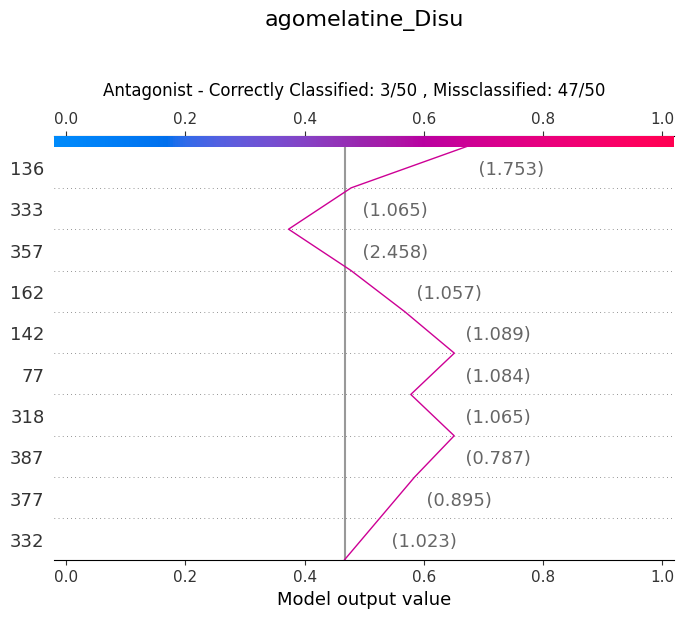 agomelatine_Disu
Antagonist - Correctly Classified: 3/50 , Missclassified: 47/50
0.0 0.2 0.4 0.6 0.8 1.0
136 (1.753)
333 (1.065)
357 (2.458)
162 (1.057)
142 (1.089)
77 (1.084)
318 (1.065)
387 (0.787)
377 (0.895)
332 (1.023)
0.0 0.2 0.4 0.6 0.8 1.0
Model output value